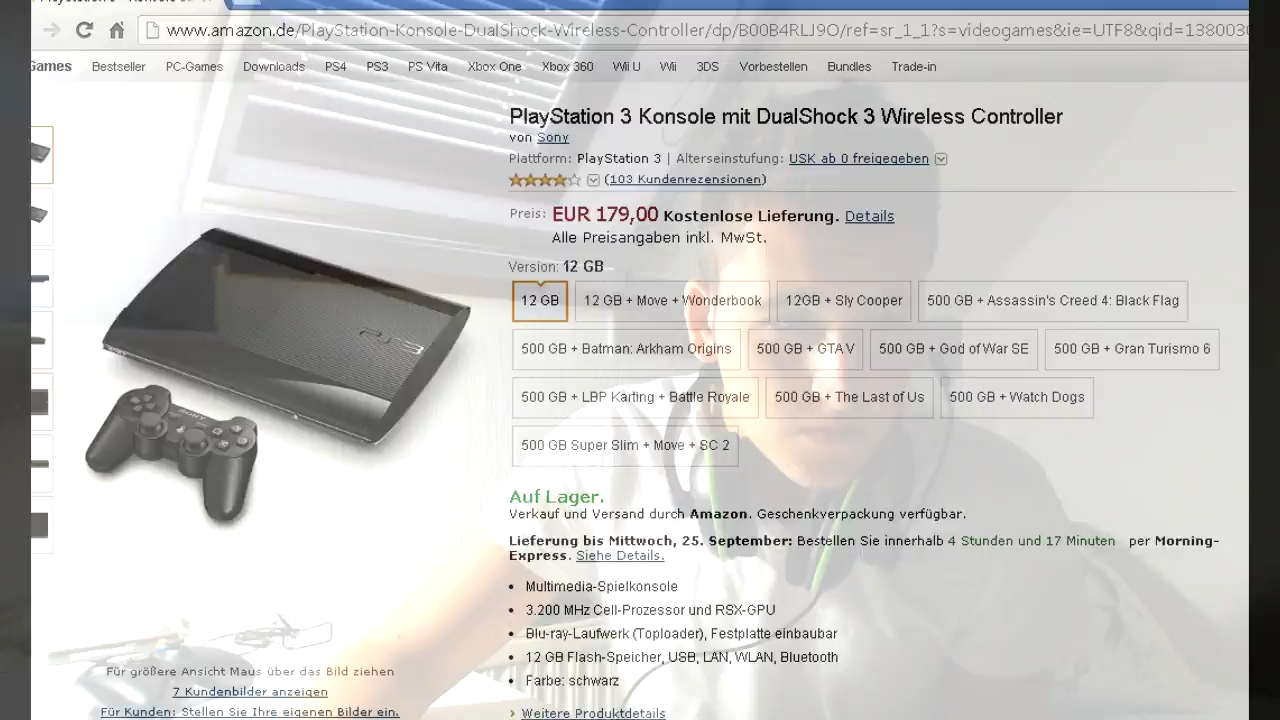 www.amazon.de/PlayStation-Konsole-DualShock-Wireless-Controller/dp/B00B4RLJ9O/ref=sr_1_1?s=videogames&ie=UTF8&qid=1380030
Games Bestseller PC-Games Downloads PS4 PS3 PS Vita Xbox One Xbox 360 Wii U Wii 3DS Vorbestellen Bundles Trade-in
PlayStation 3 Konsole mit DualShock 3 Wireless Controller
von Sony
Plattform: PlayStation 3 | Alterseinstufung: USK ab 0 freigegeben
(103 Kundenrezensionen)
Preis: EUR 179,00 Kostenlose Lieferung. Details
Alle Preisangaben inkl. MwSt.
Version: 12 GB
12 GB 12 GB + Move + Wonderbook 12GB + Sly Cooper 500 GB + Assassin's Creed 4: Black Flag
500 GB + Batman: Arkham Origins 500 GB + GTA V 500 GB + God of War SE 500 GB + Gran Turismo 6
500 GB + LBP Karting + Battle Royale 500 GB + The Last of Us 500 GB + Watch Dogs
500 GB Super Slim + Move + SC 2
PS3
SONY
Auf Lager.
Verkauf und Versand durch Amazon. Geschenkverpackung verfügbar.
Lieferung bis Mittwoch, 25. September: Bestellen Sie innerhalb 4 Stunden und 17 Minuten per Morning-
Express. Siehe Details.
• Multimedia-Spielkonsole
• 3.200 MHz Cell-Prozessor und RSX-GPU
• Blu-ray-Laufwerk (Toploader), Festplatte einbaubar
• 12 GB Flash-Speicher, USB, LAN, WLAN, Bluetooth
• Farbe: schwarz
› Weitere Produktdetails
Für größere Ansicht Maus über das Bild ziehen
7 Kundenbilder anzeigen
Für Kunden: Stellen Sie Ihre eigenen Bilder ein.